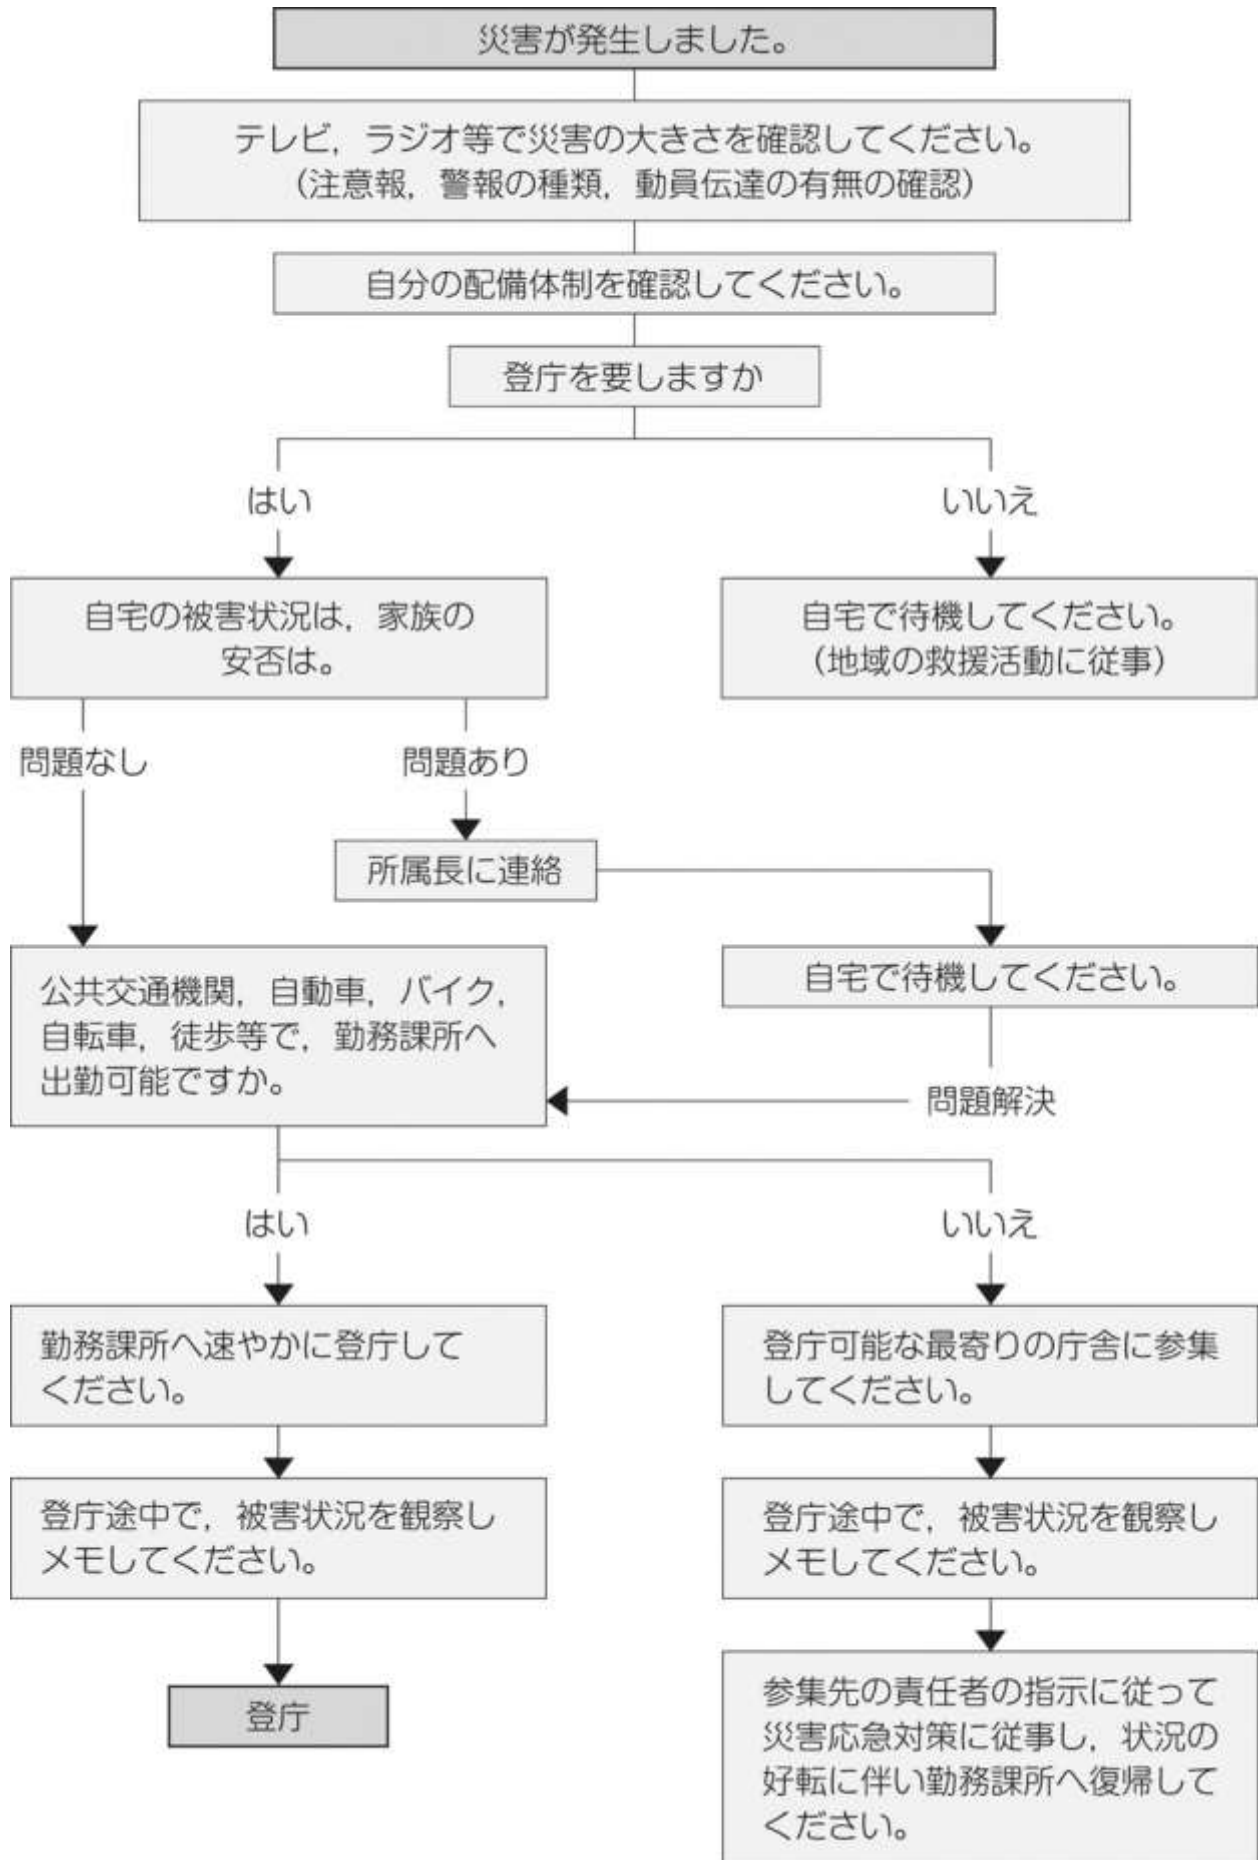 災害が発生しました。
テレビ，ラジオ等で災害の大きさを確認してください。
（注意報，警報の種類，動員伝達の有無の確認）
自分の配備体制を確認してください。
登庁を要しますか
はい
いいえ
自宅の被害状況は，家族の
安否は。
自宅で待機してください。
（地域の救援活動に従事）
問題なし
問題あり
所属長に連絡
公共交通機関，自動車，バイク，
自転車，徒歩等で，勤務課所へ
出勤可能ですか。
自宅で待機してください。
問題解決
はい
いいえ
勤務課所へ速やかに登庁して
ください。
登庁可能な最寄りの庁舎に参集
してください。
登庁途中で，被害状況を観察し
メモしてください。
登庁途中で，被害状況を観察し
メモしてください。
登庁
参集先の責任者の指示に従って
災害応急対策に従事し，状況の
好転に伴い勤務課所へ復帰して
ください。